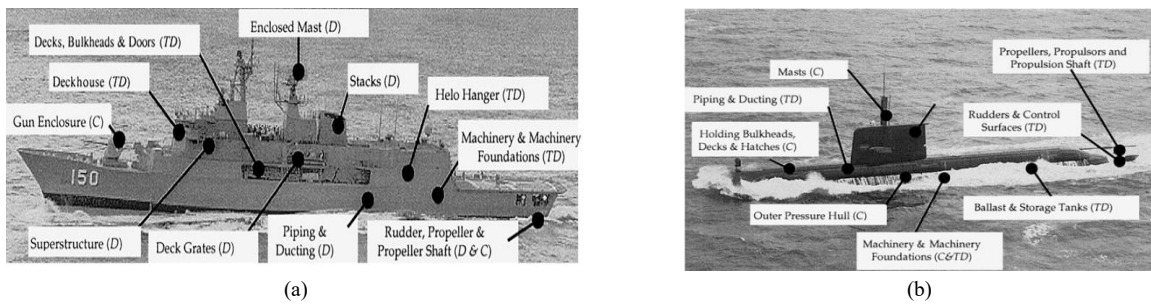 Enclosed Mast (D)
Decks, Bulkheads & Doors (TD)
Deckhouse (TD)
Stacks (D)
Helo Hanger (TD)
Gun Enclosure (C)
Machinery & Machinery
Foundations (TD)
150
Superstructure (D)
Deck Grates (D)
Piping &
Ducting (D)
Rudder, Propeller &
Propeller Shaft (D & C)
(a)
Propellers, Propulsors and
Propulsion Shaft (TD)
Masts (C)
Piping & Ducting (TD)
Rudders & Control
Surfaces (TD)
Holding Bulkheads,
Decks & Hatches (C)
Outer Pressure Hull (C)
Ballast & Storage Tanks (TD)
Machinery & Machinery
Foundations (C&TD)
(b)